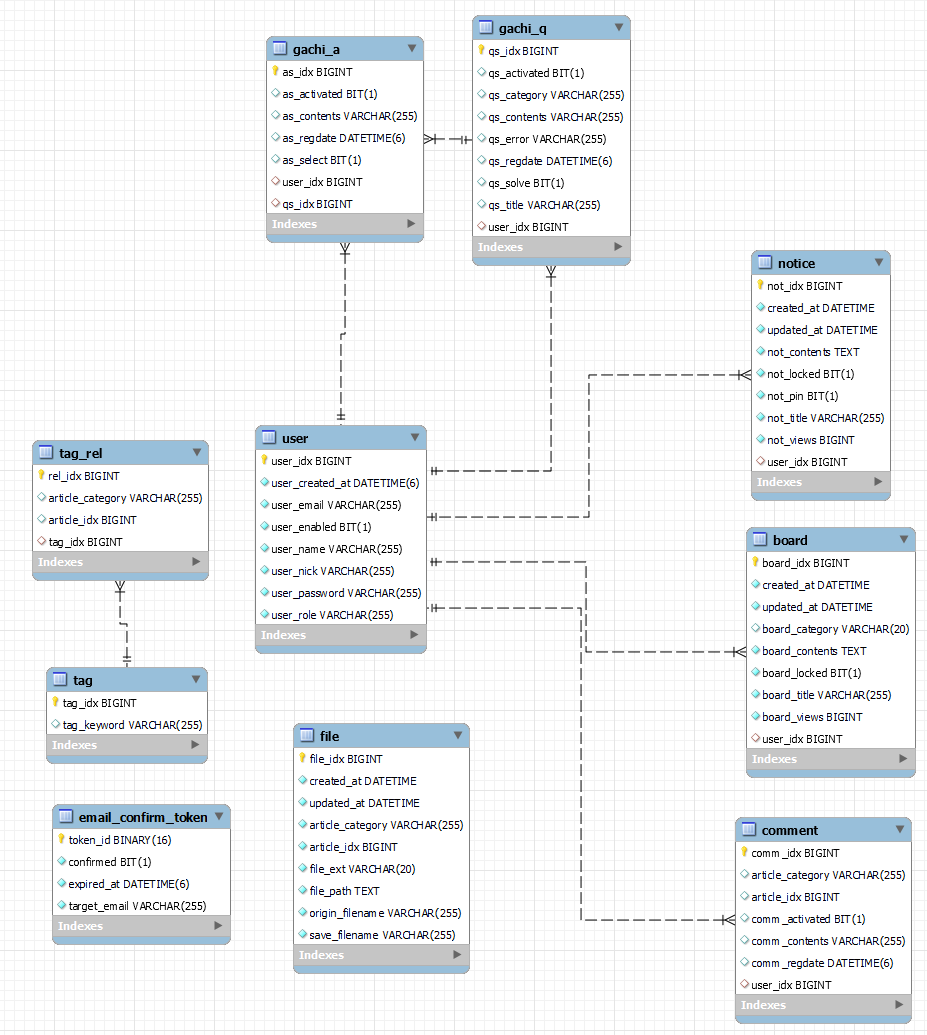 gachi_a
as_idx BIGINT
as_activated BIT(1)
as_contents VARCHAR(255)
as_regdate DATETIME(6)
as_select BIT(1)
user_idx BIGINT
qs_idx BIGINT
Indexes
gachi_q
qs_idx BIGINT
qs_activated BIT(1)
qs_category VARCHAR(255)
qs_contents VARCHAR(255)
qs_error VARCHAR(255)
qs_regdate DATETIME(6)
qs_solve BIT(1)
qs_title VARCHAR(255)
user_idx BIGINT
Indexes
notice
not_idx BIGINT
created_at DATETIME
updated_at DATETIME
not_contents TEXT
not_locked BIT(1)
not_pin BIT(1)
not_title VARCHAR(255)
not_views BIGINT
user_idx BIGINT
Indexes
user
user_idx BIGINT
user_created_at DATETIME(6)
user_email VARCHAR(255)
user_enabled BIT(1)
user_name VARCHAR(255)
user_nick VARCHAR(255)
user_password VARCHAR(255)
user_role VARCHAR(255)
Indexes
tag_rel
rel_idx BIGINT
article_category VARCHAR(255)
article_idx BIGINT
tag_idx BIGINT
Indexes
board
board_idx BIGINT
created_at DATETIME
updated_at DATETIME
board_category VARCHAR(20)
board_contents TEXT
board_locked BIT(1)
board_title VARCHAR(255)
board_views BIGINT
user_idx BIGINT
Indexes
tag
tag_idx BIGINT
tag_keyword VARCHAR(255)
Indexes
file
file_idx BIGINT
created_at DATETIME
updated_at DATETIME
article_category VARCHAR(255)
article_idx BIGINT
file_ext VARCHAR(20)
file_path TEXT
origin_filename VARCHAR(255)
save_filename VARCHAR(255)
Indexes
email_confirm_token
token_id BINARY(16)
confirmed BIT(1)
expired_at DATETIME(6)
target_email VARCHAR(255)
Indexes
comment
comm_idx BIGINT
article_category VARCHAR(255)
article_idx BIGINT
comm_activated BIT(1)
comm_contents VARCHAR(255)
comm_regdate DATETIME(6)
user_idx BIGINT
Indexes